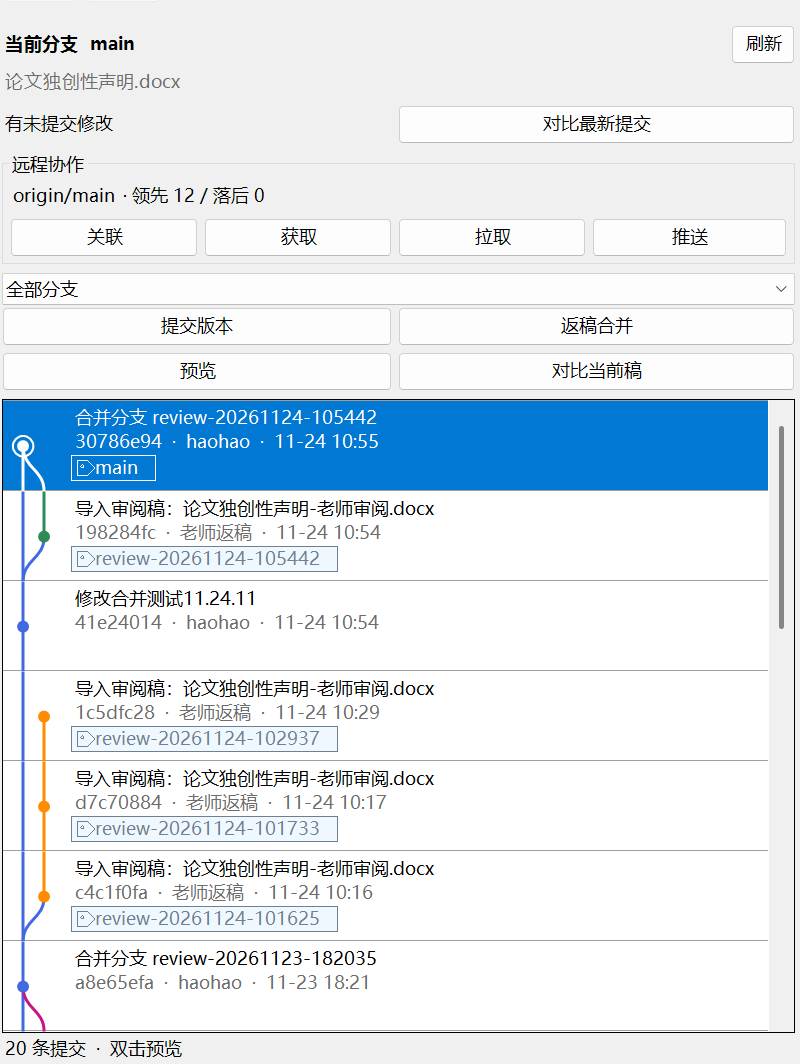 当前分支 main
刷新
论文独创性声明.docx
有未提交修改
对比最新提交
远程协作
origin/main · 领先 12 / 落后 0
关联
获取
拉取
推送
全部分支
提交版本
返稿合并
预览
对比当前稿
合并分支 review-20261124-105442
30786e94 · haohao · 11-24 10:55
main
导入审阅稿：论文独创性声明-老师审阅.docx
198284fc · 老师返稿 · 11-24 10:54
review-20261124-105442
修改合并测试11.24.11
41e24014 · haohao · 11-24 10:54
导入审阅稿：论文独创性声明-老师审阅.docx
1c5dfc28 · 老师返稿 · 11-24 10:29
review-20261124-102937
导入审阅稿：论文独创性声明-老师审阅.docx
d7c70884 · 老师返稿 · 11-24 10:17
review-20261124-101733
导入审阅稿：论文独创性声明-老师审阅.docx
c4c1f0fa · 老师返稿 · 11-24 10:16
review-20261124-101625
合并分支 review-20261123-182035
a8e65efa · haohao · 11-23 18:21
20 条提交 · 双击预览